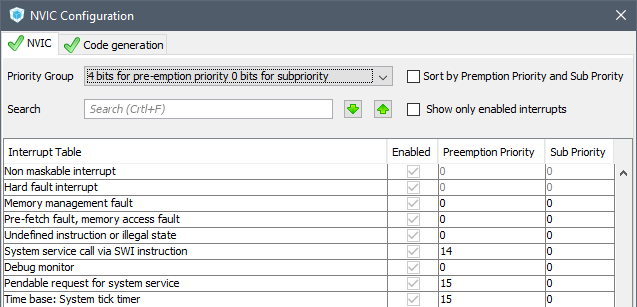 NVIC Configuration
NVIC Code generation
Priority Group 4 bits for pre-emption priority 0 bits for subpriority Sort by Premption Priority and Sub Prority
Search Search (Crtl+F) Show only enabled interrupts
Interrupt Table Enabled Preemption Priority Sub Priority
Non maskable interrupt 0 0
Hard fault interrupt 0 0
Memory management fault 0 0
Pre-fetch fault, memory access fault 0 0
Undefined instruction or illegal state 0 0
System service call via SWI instruction 14 0
Debug monitor 0 0
Pendable request for system service 15 0
Time base: System tick timer 15 0